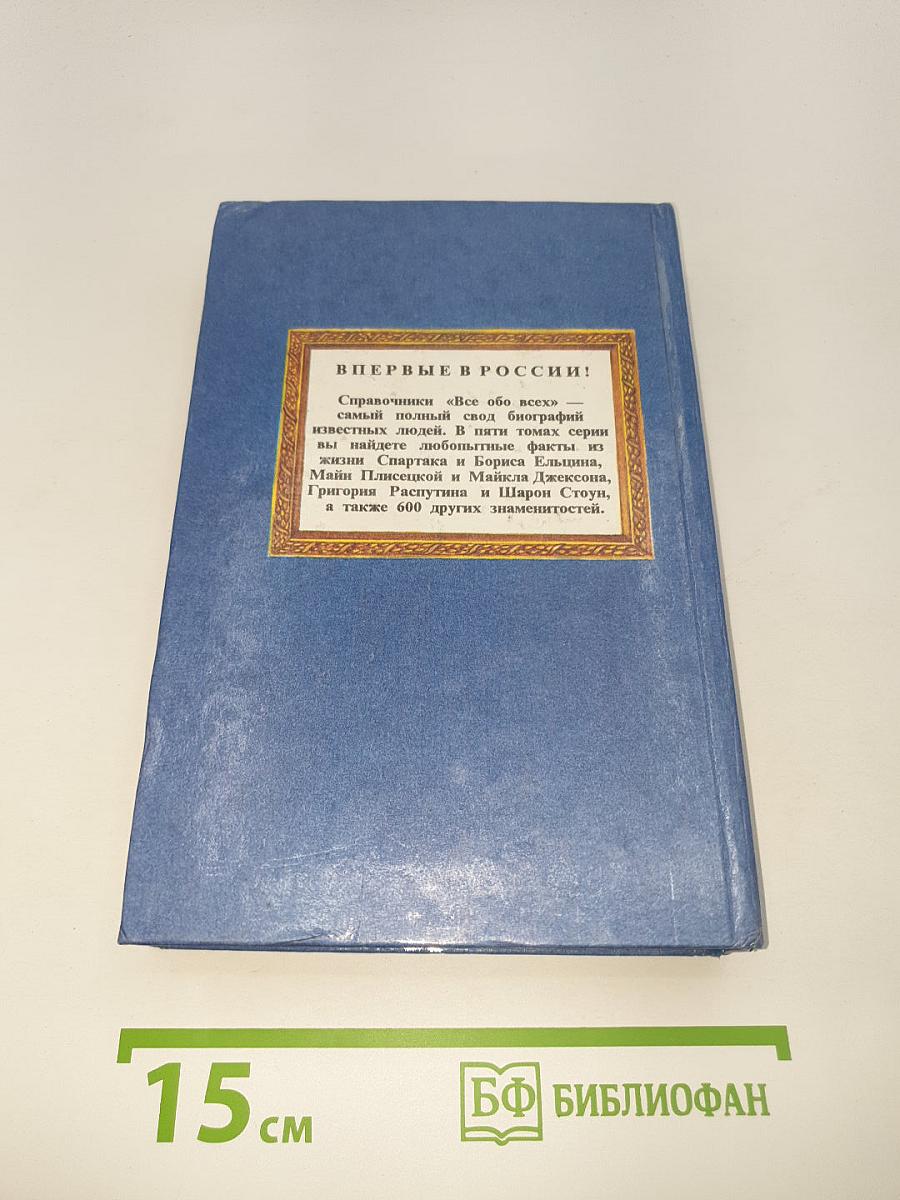 ВПЕРВЫЕ В РОССИИ!
Справочники «Все обо всех» —
самый полный свод биографий
известных людей. В пяти томах серии
вы найдете любопытные факты из
жизни Спартака и Бориса Ельцина,
Майи Плисецкой и Майкла Джексона,
Григория Распутина и Шарон Стоун,
а также 600 других знаменитостей.
15 см
БФ БИБЛИОФАН